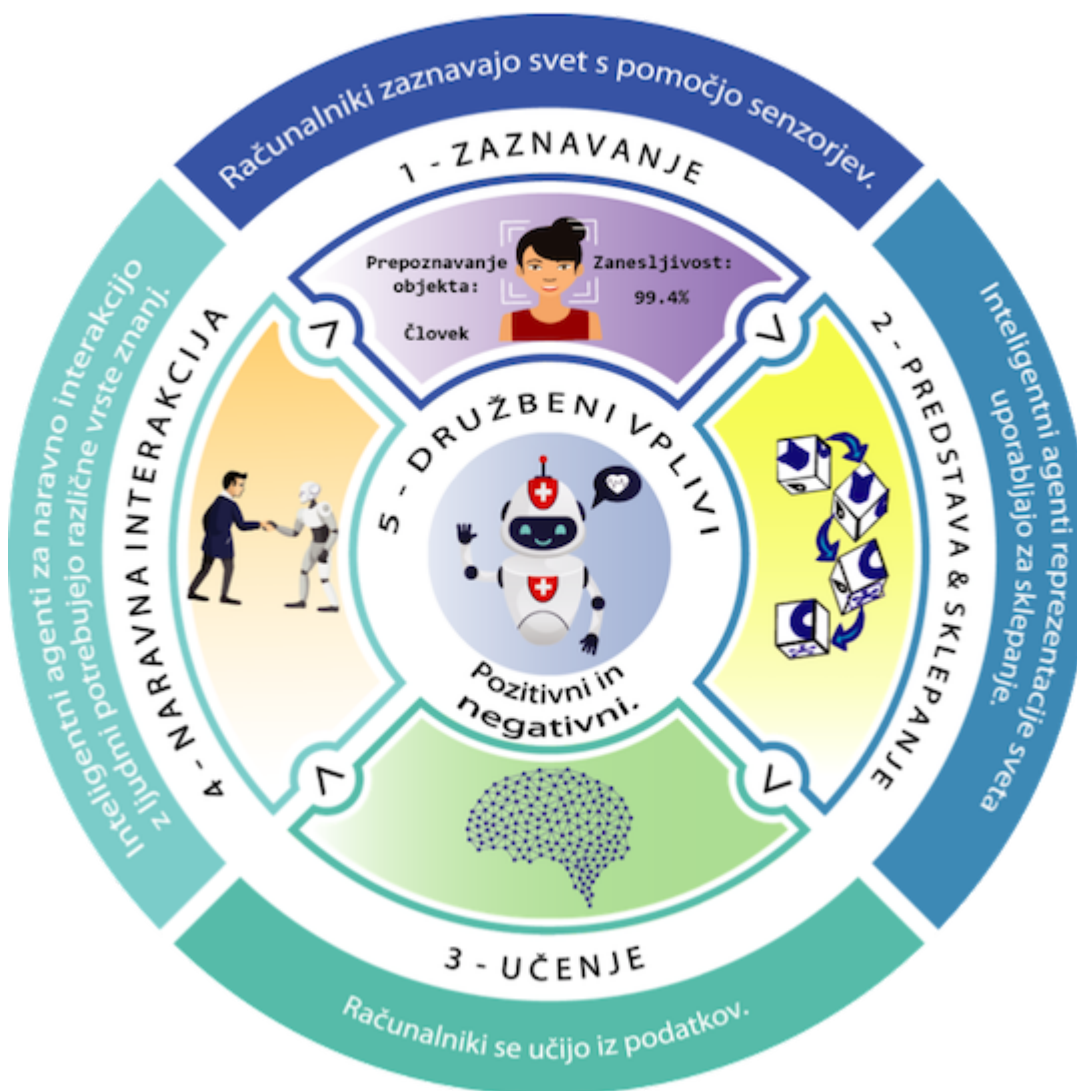 Računalniki zaznavajo svet s pomočjo senzorjev.
1 - ZAZNAVANJE
Prepoznavanje
objekta:
Človek
Zanesljivost:
99.4%
Inteligentni agenti reprezentacije sveta
uporabljajo za sklepanje.
2 - PREDSTAVA & SKLEPANJE
3 - UČENJE
Računalniki se učijo iz podatkov.
Inteligentni agenti za naravno interakcijo
z ljudmi potrebujejo različne vrste znanj.
4 - NARAVNA INTERAKCIJA
5 - DRUŽBENI VPLIVI
Pozitivni in
negativni.